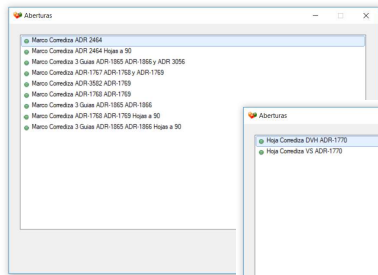 Aberturas
Marco Corrediza ADR 2464
Marco Corrediza ADR 2464 Hojas a 90
Marco Corrediza 3 Guias ADR-1865 ADR-1866 y ADR 3056
Marco Corrediza ADR-1767 ADR-1768 y ADR-1769
Marco Corrediza ADR-3582 ADR-1769
Marco Corrediza ADR-1768 ADR-1769
Marco Corrediza 3 Guias ADR-1865 ADR-1866
Marco Corrediza ADR-1768 ADR-1769 Hojas a 90
Marco Corrediza 3 Guias ADR-1865 ADR-1866 Hojas a 90
Aberturas
Hoja Corrediza DVH ADR-1770
Hoja Corrediza VS ADR-1770